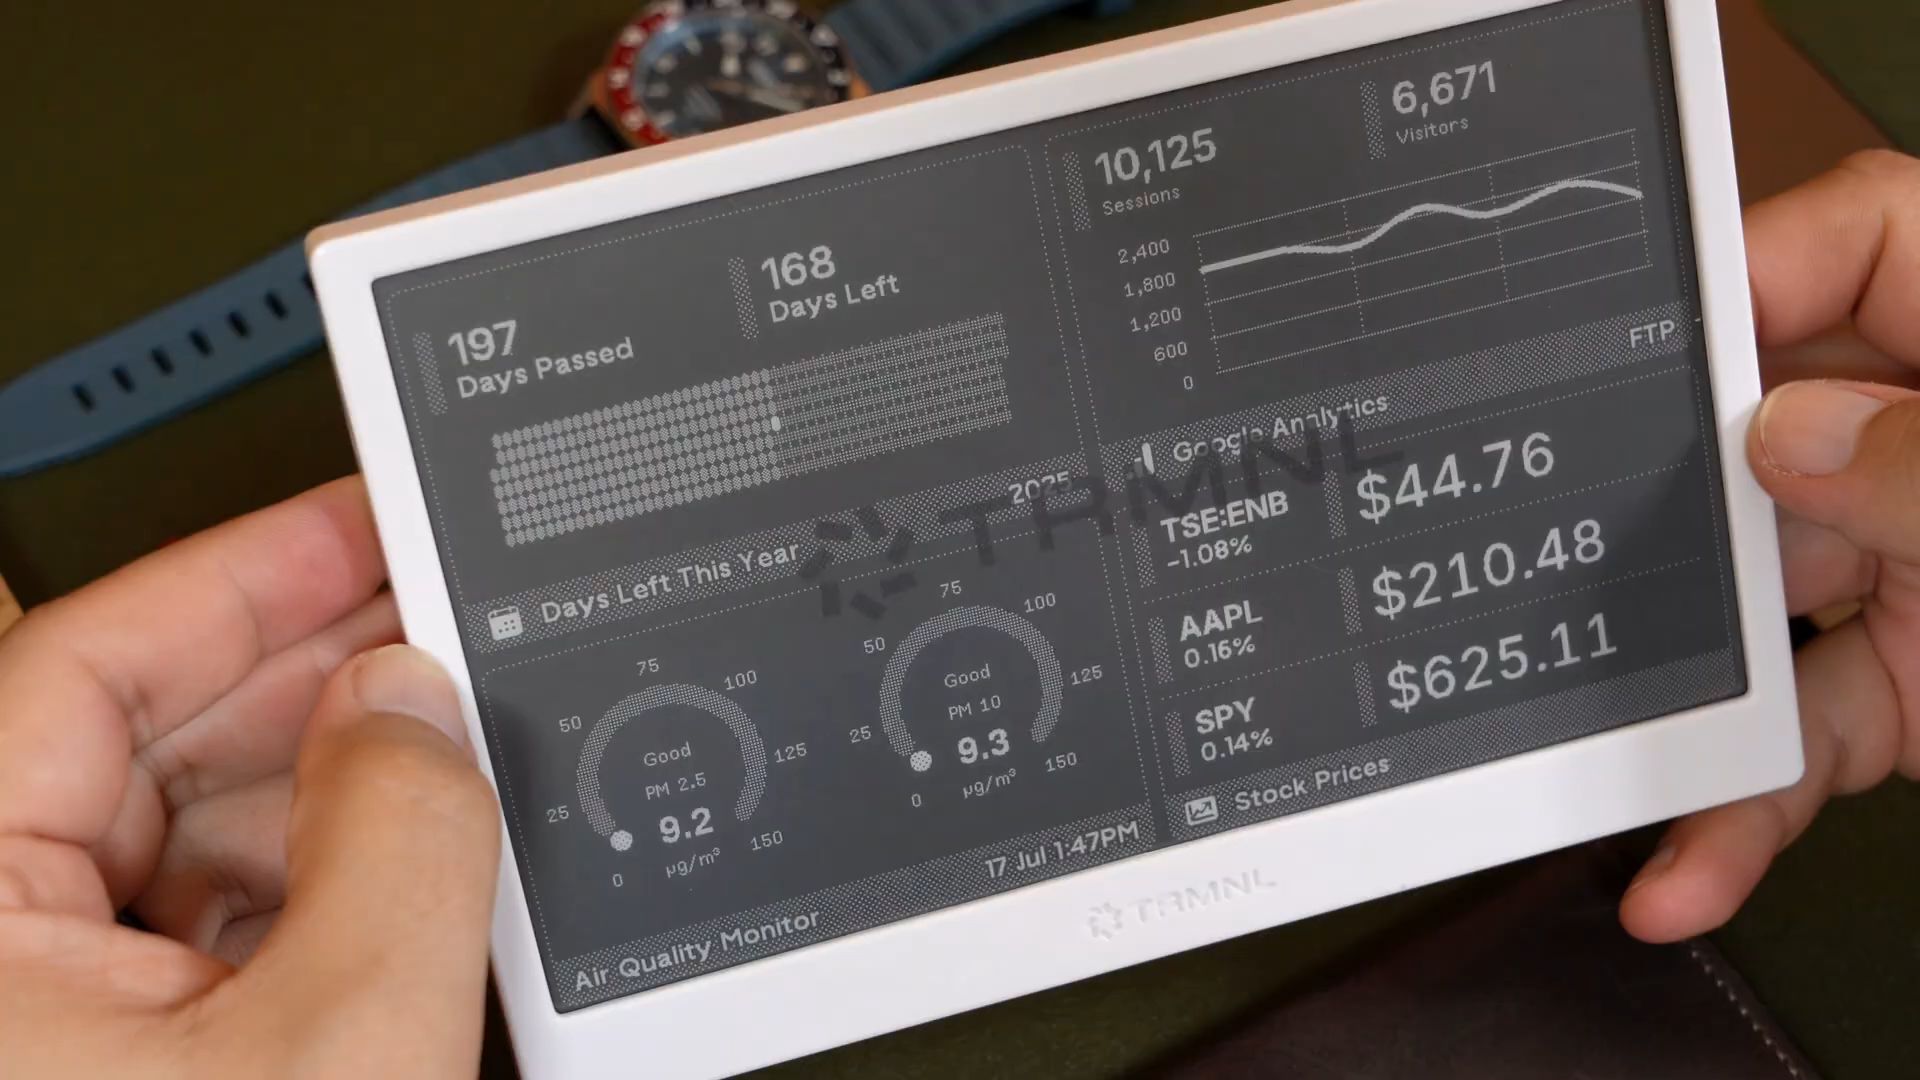 197
Days Passed
168
Days Left
Days Left This Year
2025
10,125
Sessions
6,671
Visitors
2,400
1,800
1,200
600
0
Google Analytics
FTP
75
50
100
25
125
0
150
Good
PM 2.5
9.2
µg/m³
75
50
100
25
125
0
150
Good
PM 10
9.3
µg/m³
Air Quality Monitor
17 Jul 1:47PM
TSE:ENB
-1.08%
$44.76
AAPL
0.16%
$210.48
SPY
0.14%
$625.11
Stock Prices
TRMNL
TRMNL